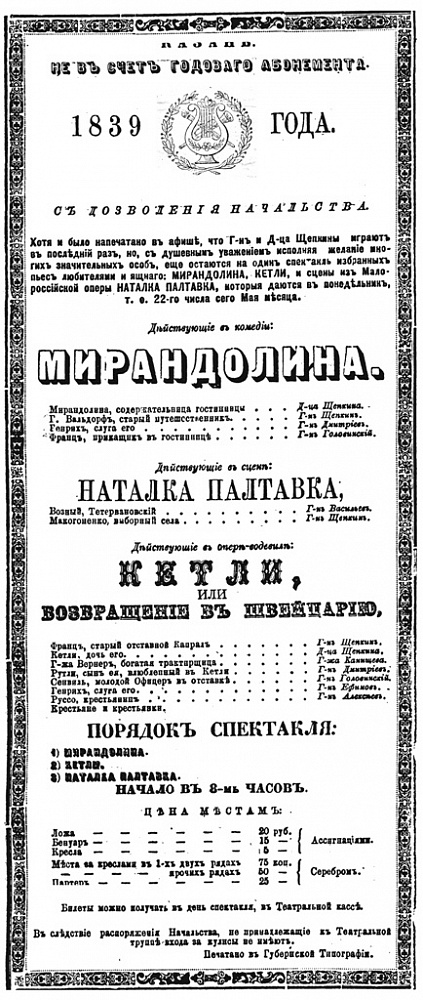 КАЗАНЬ.
НЕ ВЪ СЧЕТЪ ГОДОВАГО АБОНЕМЕНТА.
1839 ГОДА.
СЪ ДОЗВОЛЕНІЯ НАЧАЛЬСТВА.
Хотя и напечатано въ афишѣ, что Г-нъ и Д-ца Щепкины играютъ
въ послѣдній разъ, но, съ душевнымъ уваженіемъ исполняя желаніе мно-
гихъ значительныхъ особъ, еще остаются на одинъ спектакль избранныхъ
пьесъ любителями и ящнаго: МИРАНДОЛИНА, КЕТЛИ, и сцены изъ Мало-
россійской оперы НАТАЛКА ПАЛТАВКА, которыя даются въ понедѣльникъ,
т. е. 22-го числа сего Мая мѣсяца.
Дѣйствующіе въ комедіи:
МИРАНДОЛИНА.
Мирандолина, содержательница гостинницы . . . Д-ца Щепкина.
Г. Вальдорфъ, старый путешественникъ. . . . . Г-нъ Щепкинъ.
Генрихъ, слуга его . . . . . . . . . Г-нъ Дмитріевъ.
Францъ, прикащикъ въ гостинницѣ . . . . . . Г-нъ Головинскій.
Дѣйствующіе въ сценѣ:
НАТАЛКА ПАЛТАВКА,
Возный, Тетервановскій . . . . . . . . . Г-нъ Васильевъ.
Макогоненко, выборный села . . . . . . . . Г-нъ Щепкинъ.
Дѣйствующіе въ оперѣ-водевилѣ:
КЕТЛИ,
ИЛИ
ВОЗВРАЩЕНІЕ ВЪ ШВЕЙЦАРІЮ,
Францъ, старый отставной Капралъ . . . . . . Г-нъ Щепкинъ,
Кетли, дочь его. . . . . . . . . . Д-ца Щепкина
Г-жа Вернеръ, богатая трактирщица . . . . . . Г-жа
Рутли, сынъ ея, влюбленный въ Кетли . . . . . Г-нъ Дмитріевъ.
Сенвиль, молодой Офицеръ въ отставкѣ . . . . . Г-нъ Головинскій.
Генрихъ, слуга его. . . . . . . . . . Г-нъ Ефимовъ. .
Руссо, крестьянинъ . . . . . . . . . Г-нъ Алексѣевъ.
Крестьяне и крестьянки.
ПОРЯДОКЪ СПЕКТАКЛЯ:
1) МИРАНДОЛИНА.
2) КЕТЛИ.
3) НАТАЛКА ПАЛТАВКА.
НАЧАЛО ВЪ 8-мь ЧАСОВЪ.
ЦѢНА МѢСТАМЪ:
Ложа — — — — — — — 20 руб.
Бенуаръ — — — — — — 15 — Ассигнаціями.
Кресла — — — — — — 5 —
Мѣста за креслами въ 1-хъ двухъ рядахъ 75 коп.
— — — — прочихъ рядахъ 50 — Серебромъ.
Партеръ — — — — — — 25 —
Билеты можно получать въ день спектакля, въ Театральной кассѣ.
Въ слѣдствіе распоряженія Начальства, не принадлежащіе къ Театральной
труппѣ входа за кулисы не имѣютъ.
Печатано въ Губернской Типографіи.